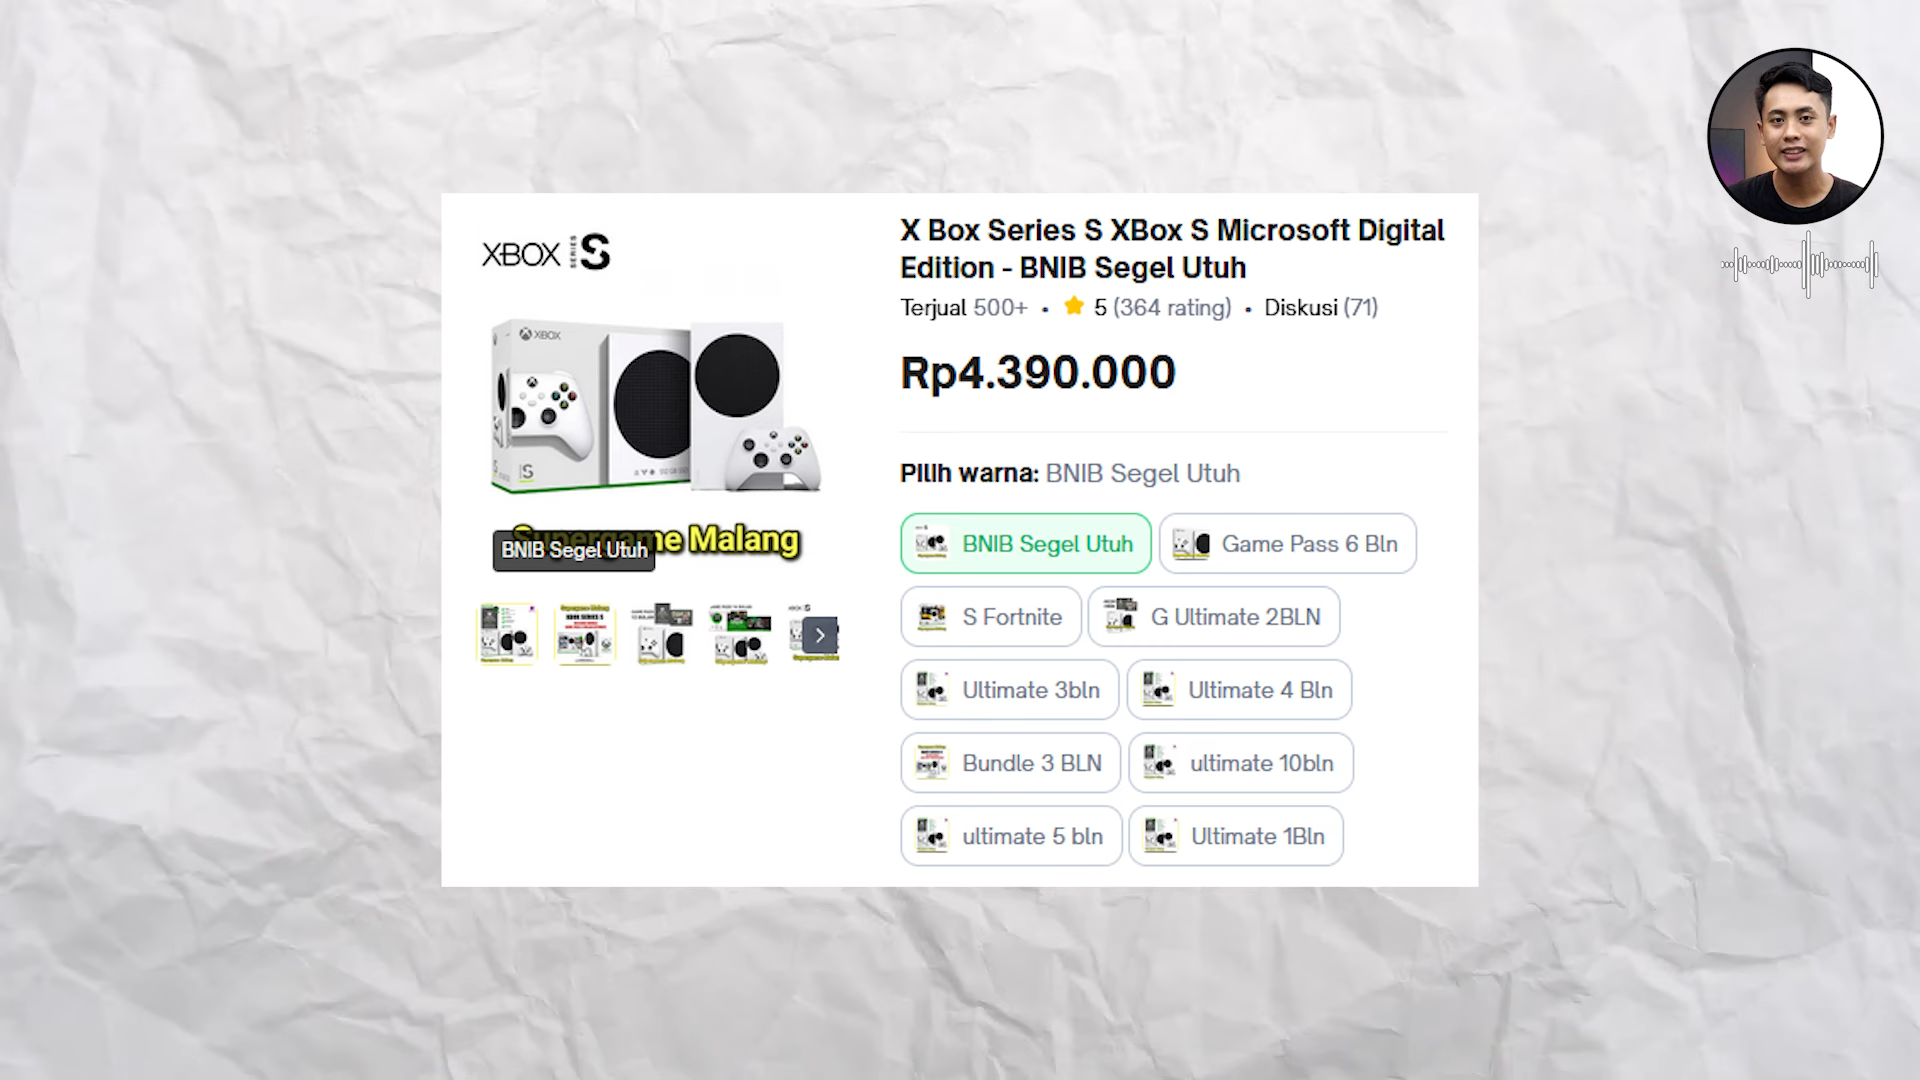 XBOX SERIES S
XBOX
S
Supergame Malang
BNIB Segel Utuh
X Box Series S XBox S Microsoft Digital
Edition - BNIB Segel Utuh
Terjual 500+ • 5 (364 rating) • Diskusi (71)
Rp4.390.000
Pilih warna: BNIB Segel Utuh
BNIB Segel Utuh
Game Pass 6 Bln
S Fortnite
G Ultimate 2BLN
Ultimate 3bln
Ultimate 4 Bln
Bundle 3 BLN
ultimate 10bln
ultimate 5 bln
Ultimate 1Bln